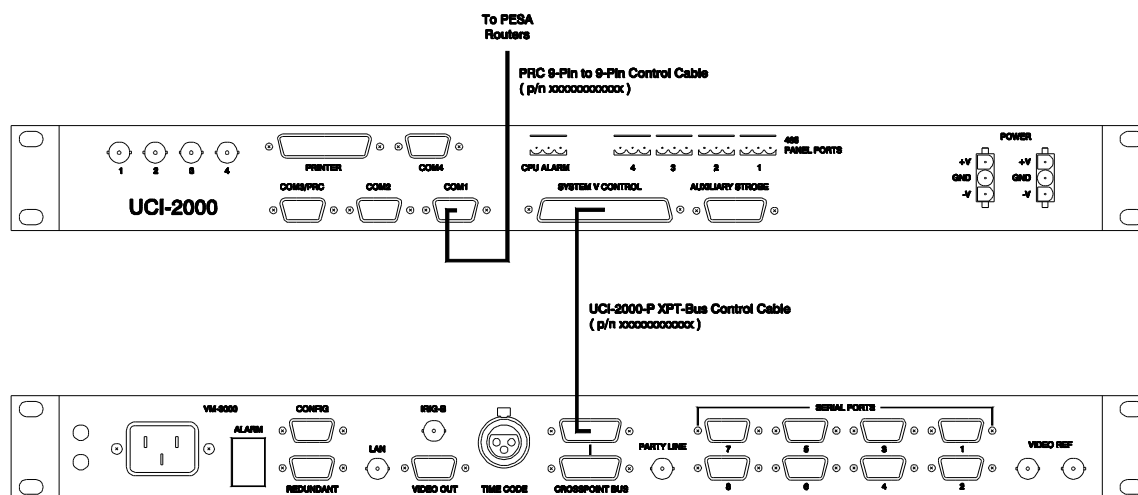 To PESA
Routers
PRC 9-Pin to 9-Pin Control Cable
( p/n xxxxxxxxxxxx )
1 2 3 4
PRINTER
COM4
CPU ALARM
4 3 2 1
485
PANEL PORTS
POWER
+V +V
GND GND
-V -V
UCI-2000
COM3/PRC
COM2
COM1
SYSTEM V CONTROL
AUXILIARY STROBE
UCI-2000-P XPT-Bus Control Cable
( p/n xxxxxxxxxxxx )
VM-3000
CONFIG
IRIG-B
SERIAL PORTS
ALARM
LAN
PARTY LINE
7 5 3 1
VIDEO REF
REDUNDANT
VIDEO OUT
TIME CODE
CROSSPOINT BUS
8 6 4 2